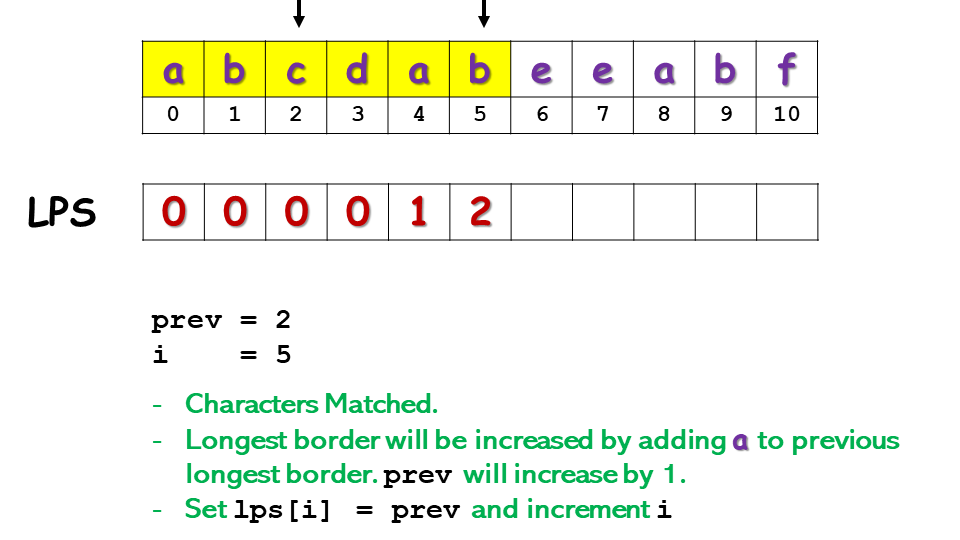 a b c d a b e e a b f
0 1 2 3 4 5 6 7 8 9 10
LPS 0 0 0 0 1 2
prev = 2
i = 5
- Characters Matched.
- Longest border will be increased by adding a to previous
longest border. prev will increase by 1.
- Set lps[i] = prev and increment i